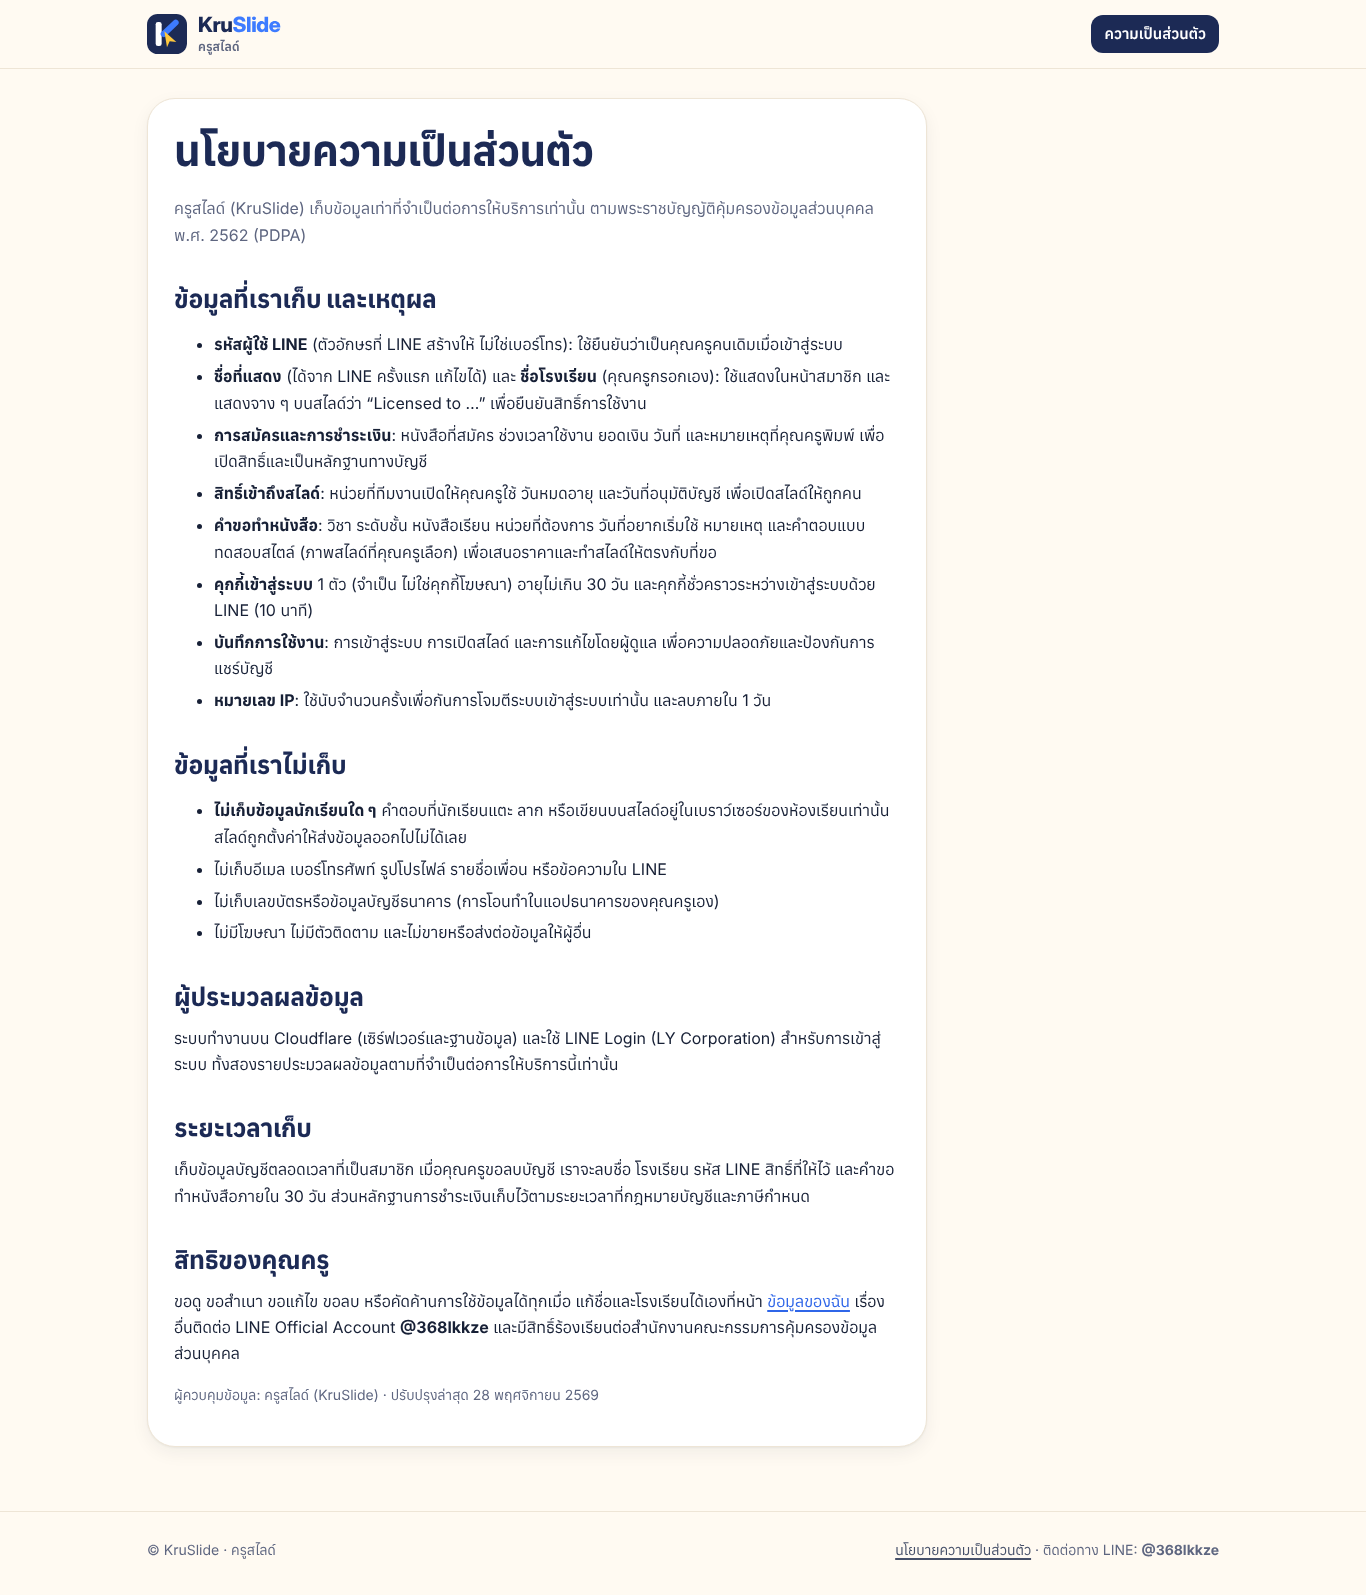 KruSlide
ครูสไลด์
ความเป็นส่วนตัว
นโยบายความเป็นส่วนตัว
ครูสไลด์ (KruSlide) เก็บข้อมูลเท่าที่จำเป็นต่อการให้บริการเท่านั้น ตามพระราชบัญญัติคุ้มครองข้อมูลส่วนบุคคล
พ.ศ. 2562 (PDPA)
ข้อมูลที่เราเก็บ และเหตุผล
• รหัสผู้ใช้ LINE (ตัวอักษรที่ LINE สร้างให้ ไม่ใช่เบอร์โทร): ใช้ยืนยันว่าเป็นคุณครูคนเดิมเมื่อเข้าสู่ระบบ
• ชื่อที่แสดง (ได้จาก LINE ครั้งแรก แก้ไขได้) และ ชื่อโรงเรียน (คุณครูกรอกเอง): ใช้แสดงในหน้าสมาชิก และ
แสดงจาง ๆ บนสไลด์ว่า “Licensed to …” เพื่อยืนยันสิทธิ์การใช้งาน
• การสมัครและการชำระเงิน: หนังสือที่สมัคร ช่วงเวลาใช้งาน ยอดเงิน วันที่ และหมายเหตุที่คุณครูพิมพ์ เพื่อ
เปิดสิทธิ์และเป็นหลักฐานทางบัญชี
• สิทธิ์เข้าถึงสไลด์: หน่วยที่ทีมงานเปิดให้คุณครูใช้ วันหมดอายุ และวันที่อนุมัติบัญชี เพื่อเปิดสไลด์ให้ถูกคน
• คำขอทำหนังสือ: วิชา ระดับชั้น หนังสือเรียน หน่วยที่ต้องการ วันที่อยากเริ่มใช้ หมายเหตุ และคำตอบแบบ
ทดสอบสไตล์ (ภาพสไลด์ที่คุณครูเลือก) เพื่อเสนอราคาและทำสไลด์ให้ตรงกับที่ขอ
• คุกกี้เข้าสู่ระบบ 1 ตัว (จำเป็น ไม่ใช่คุกกี้โฆษณา) อายุไม่เกิน 30 วัน และคุกกี้ชั่วคราวระหว่างเข้าสู่ระบบด้วย
LINE (10 นาที)
• บันทึกการใช้งาน: การเข้าสู่ระบบ การเปิดสไลด์ และการแก้ไขโดยผู้ดูแล เพื่อความปลอดภัยและป้องกันการ
แชร์บัญชี
• หมายเลข IP: ใช้นับจำนวนครั้งเพื่อกันการโจมตีระบบเข้าสู่ระบบเท่านั้น และลบภายใน 1 วัน
ข้อมูลที่เราไม่เก็บ
• ไม่เก็บข้อมูลนักเรียนใด ๆ คำตอบที่นักเรียนแตะ ลาก หรือเขียนบนสไลด์อยู่ในเบราว์เซอร์ของห้องเรียนเท่านั้น
สไลด์ถูกตั้งค่าให้ส่งข้อมูลออกไปไม่ได้เลย
• ไม่เก็บอีเมล เบอร์โทรศัพท์ รูปโปรไฟล์ รายชื่อเพื่อน หรือข้อความใน LINE
• ไม่เก็บเลขบัตรหรือข้อมูลบัญชีธนาคาร (การโอนทำในแอปธนาคารของคุณครูเอง)
• ไม่มีโฆษณา ไม่มีตัวติดตาม และไม่ขายหรือส่งต่อข้อมูลให้ผู้อื่น
ผู้ประมวลผลข้อมูล
ระบบทำงานบน Cloudflare (เซิร์ฟเวอร์และฐานข้อมูล) และใช้ LINE Login (LY Corporation) สำหรับการเข้าสู่
ระบบ ทั้งสองรายประมวลผลข้อมูลตามที่จำเป็นต่อการให้บริการนี้เท่านั้น
ระยะเวลาเก็บ
เก็บข้อมูลบัญชีตลอดเวลาที่เป็นสมาชิก เมื่อคุณครูขอลบบัญชี เราจะลบชื่อ โรงเรียน รหัส LINE สิทธิ์ที่ให้ไว้ และคำขอ
ทำหนังสือภายใน 30 วัน ส่วนหลักฐานการชำระเงินเก็บไว้ตามระยะเวลาที่กฎหมายบัญชีและภาษีกำหนด
สิทธิของคุณครู
ขอดู ขอสำเนา ขอแก้ไข ขอลบ หรือคัดค้านการใช้ข้อมูลได้ทุกเมื่อ แก้ชื่อและโรงเรียนได้เองที่หน้า ข้อมูลของฉัน เรื่อง
อื่นติดต่อ LINE Official Account @368lkkze และมีสิทธิ์ร้องเรียนต่อสำนักงานคณะกรรมการคุ้มครองข้อมูล
ส่วนบุคคล
ผู้ควบคุมข้อมูล: ครูสไลด์ (KruSlide) · ปรับปรุงล่าสุด 28 พฤศจิกายน 2569
© KruSlide · ครูสไลด์
นโยบายความเป็นส่วนตัว · ติดต่อทาง LINE: @368lkkze